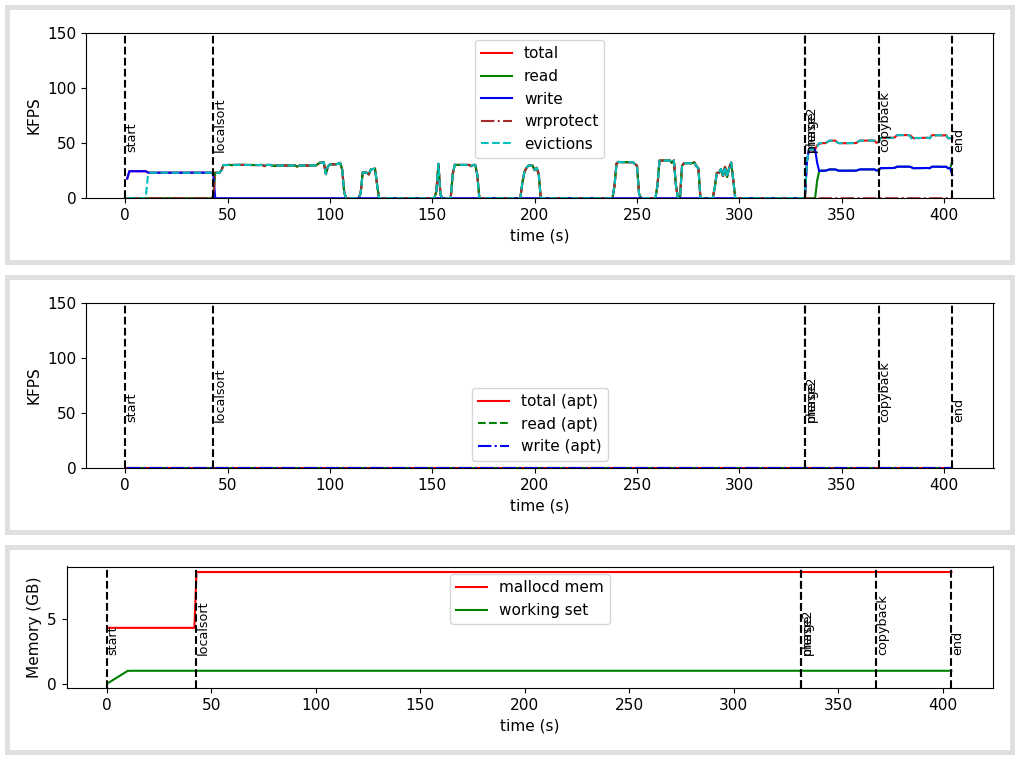 150
100
50
0
KFPS
start
localsort
copyback
end
total
read
write
wrprotect
evictions
0 50 100 150 200 250 300 350 400
time (s)
150
100
50
0
KFPS
start
localsort
copyback
end
total (apt)
read (apt)
write (apt)
0 50 100 150 200 250 300 350 400
time (s)
5
0
Memory (GB)
start
localsort
copyback
end
mallocd mem
working set
0 50 100 150 200 250 300 350 400
time (s)